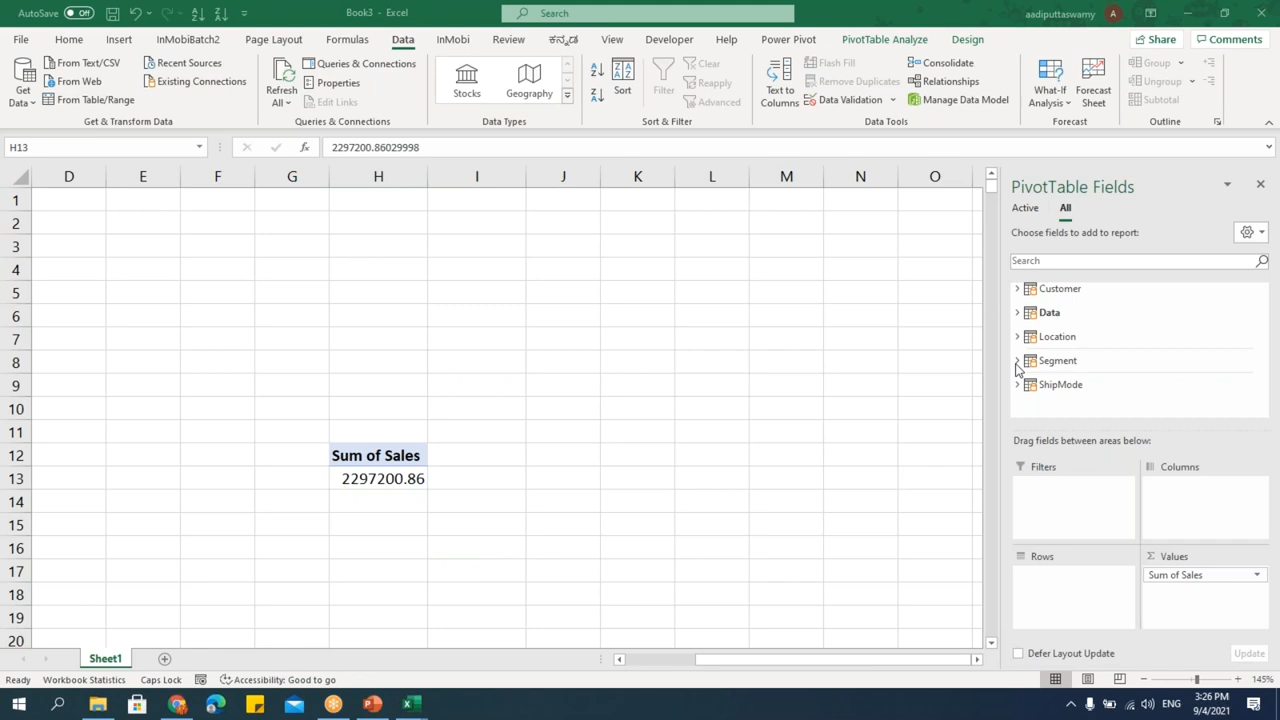 AutoSave Off Book3 - Excel Search aadiputtaswamy A
File Home Insert InMobiBatch2 Page Layout Formulas Data InMobi Review ಕನ್ನಡ View Developer Help Power Pivot PivotTable Analyze Design Share Comments
Get Data
From Text/CSV
From Web
From Table/Range
Recent Sources
Existing Connections
Get & Transform Data
Refresh All
Queries & Connections
Properties
Edit Links
Queries & Connections
Stocks Geography
Data Types
Sort
Filter
Clear
Reapply
Advanced
Sort & Filter
Text to Columns
Flash Fill
Remove Duplicates
Data Validation
Consolidate
Relationships
Manage Data Model
Data Tools
What-If Analysis
Forecast Sheet
Forecast
Group
Ungroup
Subtotal
Outline
H13 fx 2297200.86029998
D E F G H I J K L M N O
1
2
3
4
5
6
7
8
9
10
11
12 Sum of Sales
13 2297200.86
14
15
16
17
18
19
20
PivotTable Fields
Active All
Choose fields to add to report:
Search
Customer
Data
Location
Segment
ShipMode
Drag fields between areas below:
Filters Columns
Rows Σ Values
Sum of Sales
Defer Layout Update Update
Sheet1
Ready Workbook Statistics Caps Lock Accessibility: Good to go 145%
ENG 3:26 PM
9/4/2021